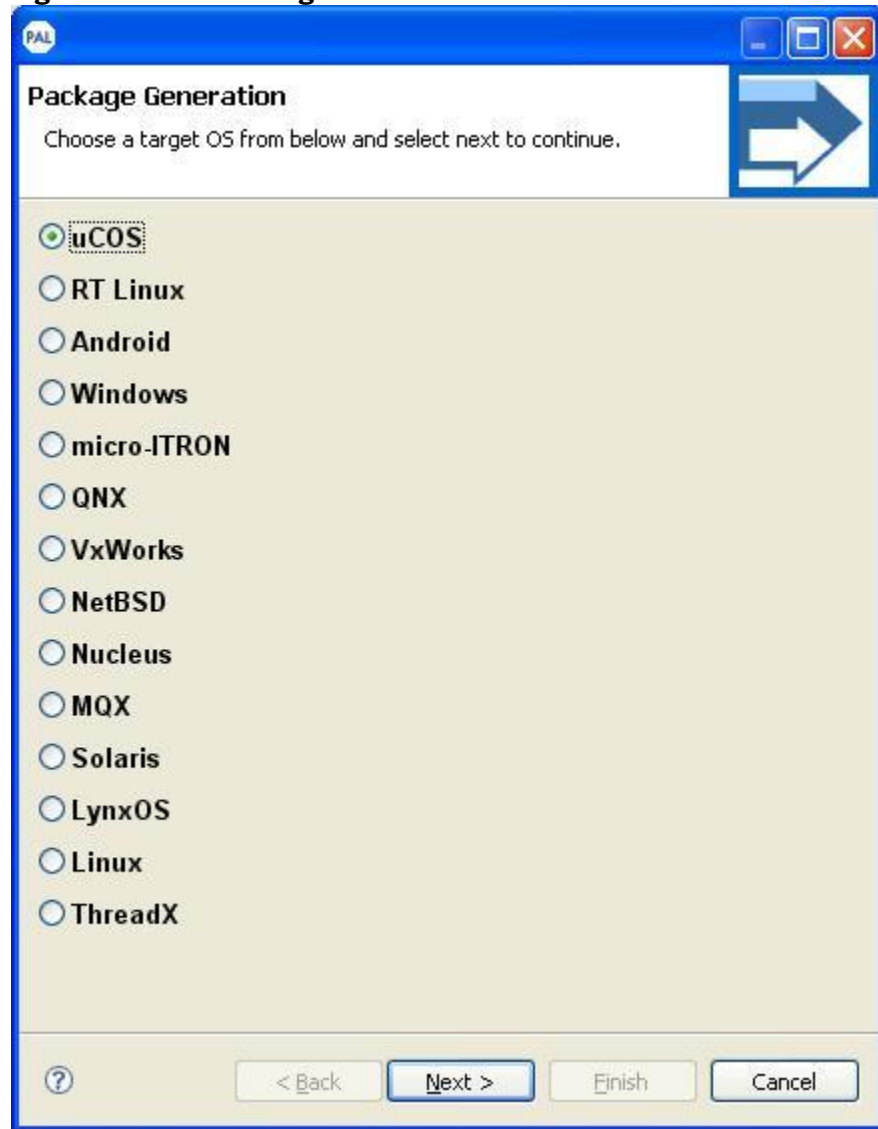 PAL
Package Generation
Choose a target OS from below and select next to continue.
uCOS
RT Linux
Android
Windows
micro-ITRON
QNX
VxWorks
NetBSD
Nucleus
MQX
Solaris
LynxOS
Linux
ThreadX
? < Back Next > Finish Cancel